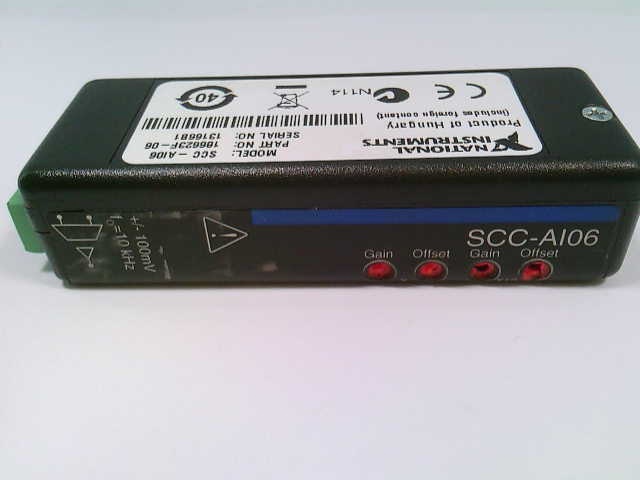 NATIONAL
INSTRUMENTS
Product of Hungary
(includes foreign content)
N114
40
MODEL: SCC - AI06
PART NO: 186623F-06
SERIAL NO: 1316681
SCC-AI06
Gain Offset Gain Offset
+/- 100mV
= 10 kHz